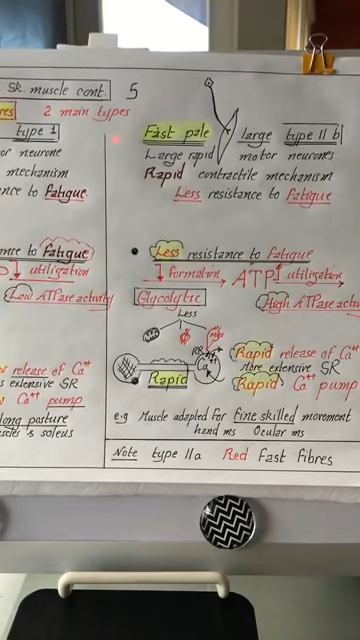 Sk. muscle cont. 5
res 2 main types
type 1
or neurone
mechanism
nce to fatigue
nce to fatigue
utilization
Low ATPase activity
release of Ca++
s extensive SR
Ca++ pump
long posture
scles soleus
Fast pale large type II b
Large rapid motor neurones
Rapid contractile mechanism
Less resistance to fatigue
• Less resistance to fatigue
↓ formation → ATP ↑ utilization
Glycolytic High ATPase activ
Less
Rapid release of Ca++
More extensive SR
Ca++
Rapid Rapid Ca++ pump
e.g Muscle adapted for fine skilled movement
hand ms Ocular ms
Note type IIa Red Fast fibres